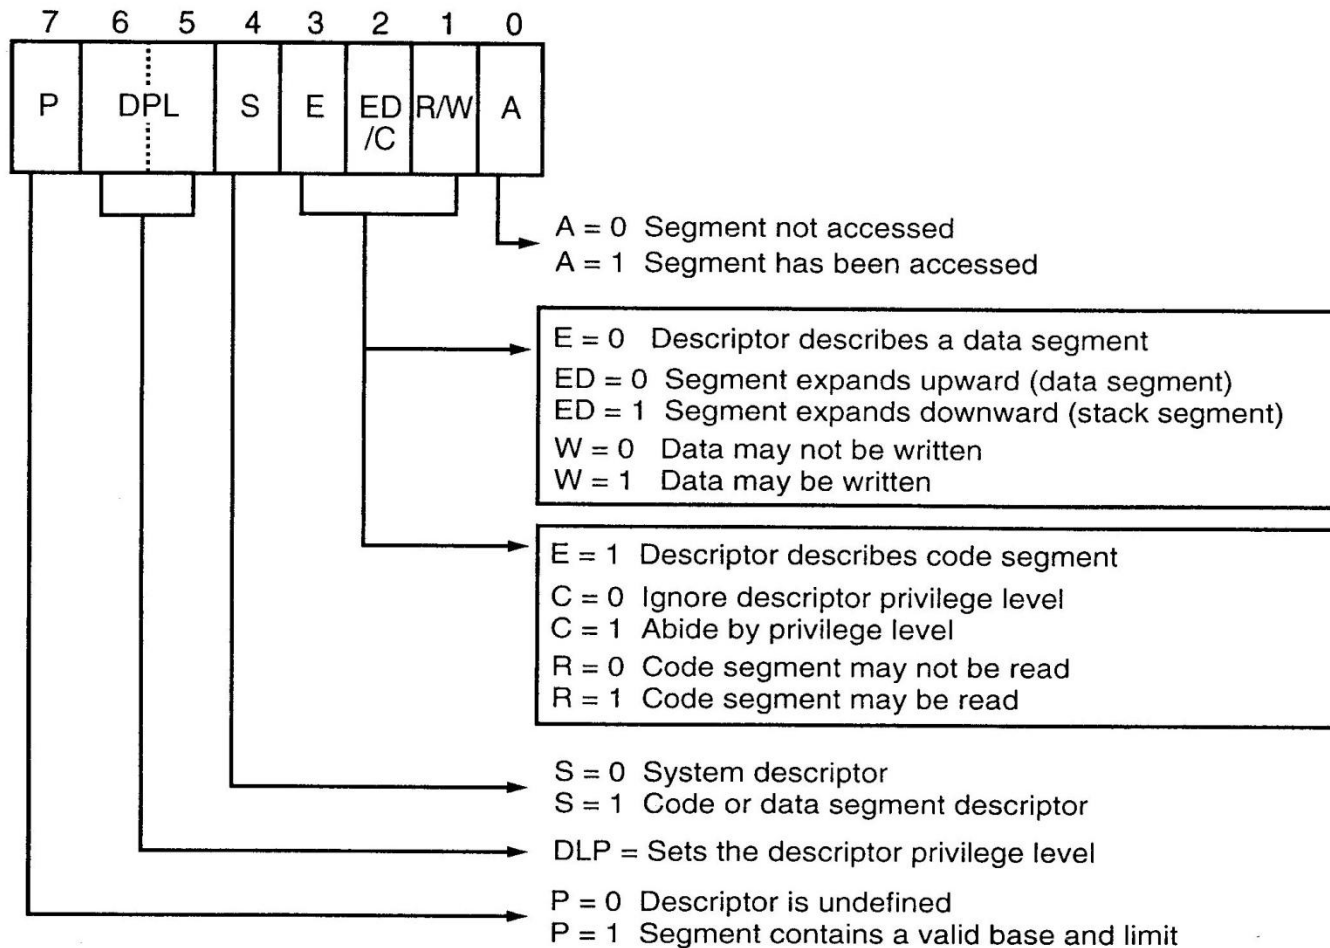 7 6 5 4 3 2 1 0
P DPL S E ED/C R/W A
A = 0 Segment not accessed
A = 1 Segment has been accessed
E = 0 Descriptor describes a data segment
ED = 0 Segment expands upward (data segment)
ED = 1 Segment expands downward (stack segment)
W = 0 Data may not be written
W = 1 Data may be written
E = 1 Descriptor describes code segment
C = 0 Ignore descriptor privilege level
C = 1 Abide by privilege level
R = 0 Code segment may not be read
R = 1 Code segment may be read
S = 0 System descriptor
S = 1 Code or data segment descriptor
DLP = Sets the descriptor privilege level
P = 0 Descriptor is undefined
P = 1 Segment contains a valid base and limit